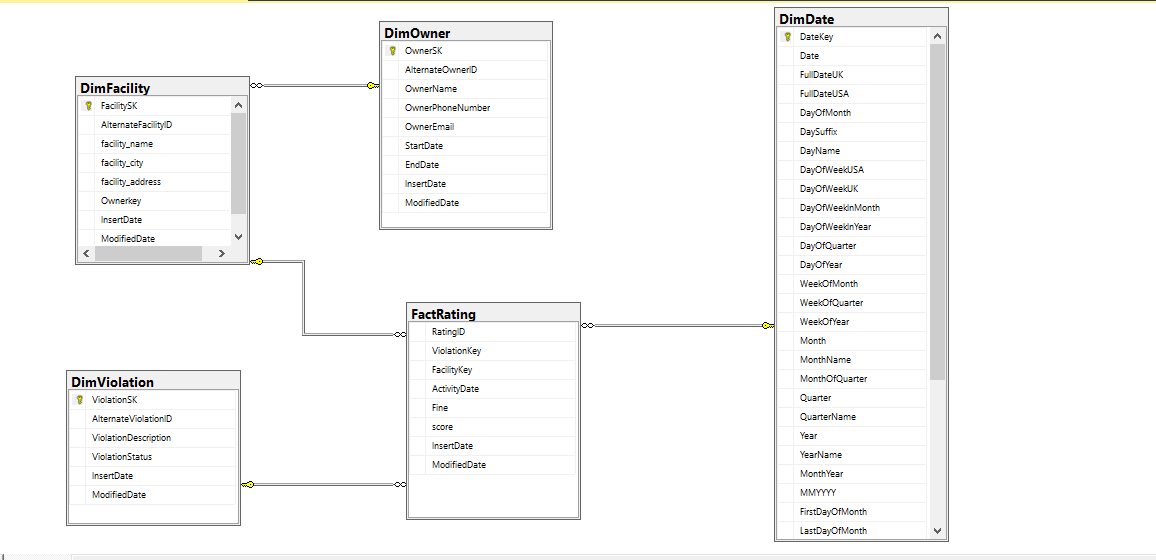 DimFacility
FacilitySK
AlternateFacilityID
facility_name
facility_city
facility_address
Ownerkey
InsertDate
ModifiedDate
DimOwner
OwnerSK
AlternateOwnerID
OwnerName
OwnerPhoneNumber
OwnerEmail
StartDate
EndDate
InsertDate
ModifiedDate
DimDate
DateKey
Date
FullDateUK
FullDateUSA
DayOfMonth
DaySuffix
DayName
DayOfWeekUSA
DayOfWeekUK
DayOfWeekInMonth
DayOfWeekInYear
DayOfQuarter
DayOfYear
WeekOfMonth
WeekOfQuarter
WeekOfYear
Month
MonthName
MonthOfQuarter
Quarter
QuarterName
Year
YearName
MonthYear
MMYYYY
FirstDayOfMonth
LastDayOfMonth
DimViolation
ViolationSK
AlternateViolationID
ViolationDescription
ViolationStatus
InsertDate
ModifiedDate
FactRating
RatingID
ViolationKey
FacilityKey
ActivityDate
Fine
score
InsertDate
ModifiedDate